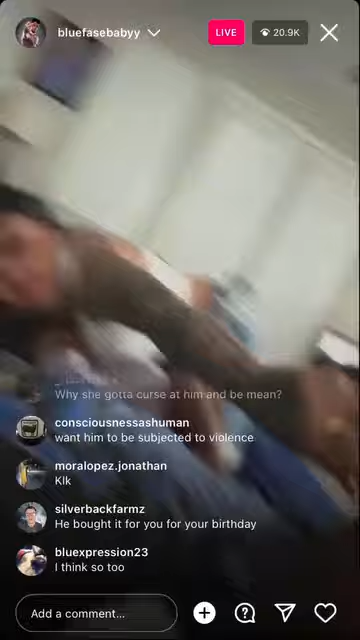 bluefasebabyy
LIVE
20.9K
Why she gotta curse at him and be mean?
consciousnessashuman
want him to be subjected to violence
moralopez.jonathan
Klk
silverbackfarmz
He bought it for you for your birthday
bluexpression23
I think so too
Add a comment...